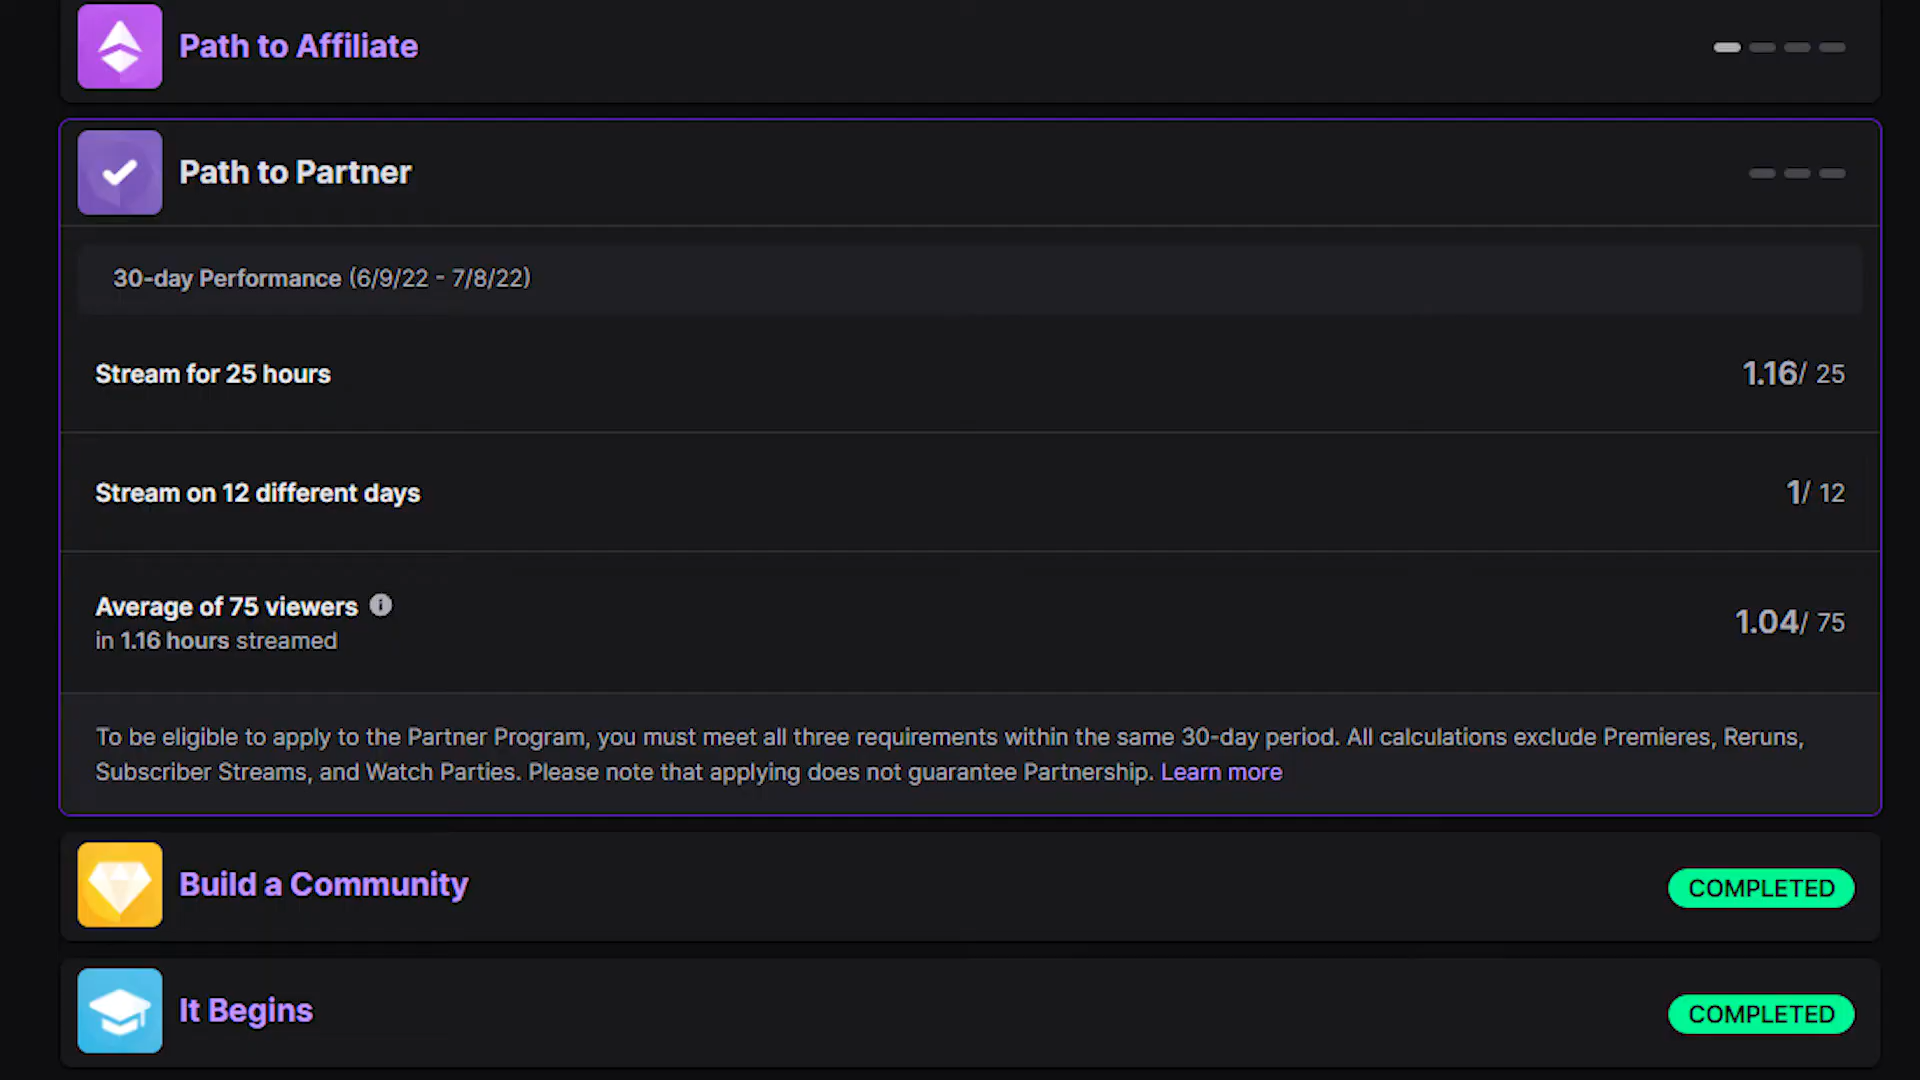 Path to Affiliate
Path to Partner
30-day Performance (6/9/22 - 7/8/22)
Stream for 25 hours
1.16/ 25
Stream on 12 different days
1/ 12
Average of 75 viewers
in 1.16 hours streamed
1.04/ 75
To be eligible to apply to the Partner Program, you must meet all three requirements within the same 30-day period. All calculations exclude Premieres, Reruns,
Subscriber Streams, and Watch Parties. Please note that applying does not guarantee Partnership. Learn more
Build a Community
COMPLETED
It Begins
COMPLETED